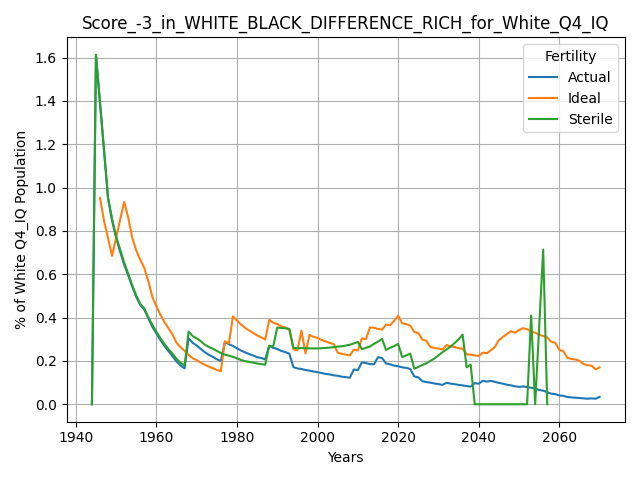 Score_-3_in_WHITE_BLACK_DIFFERENCE_RICH_for_White_Q4_IQ
Fertility
Actual
Ideal
Sterile
% of White Q4_IQ Population
1.6
1.4
1.2
1.0
0.8
0.6
0.4
0.2
0.0
1940 1960 1980 2000 2020 2040 2060
Years